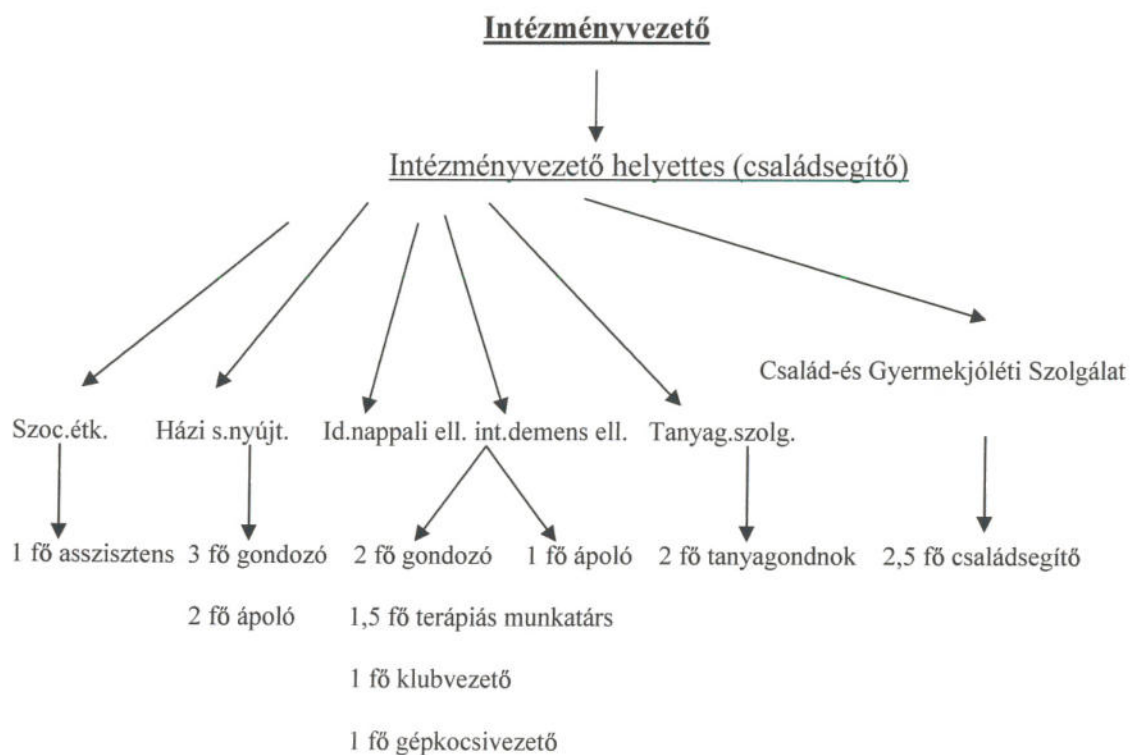 Intézményvezető
Intézményvezető helyettes (családsegítő)
Család-és Gyermekjóléti Szolgálat
Szoc.étk. Házi s.nyújt. Id.nappali ell. int.demens ell. Tanyag.szolg.
1 fő asszisztens 3 fő gondozó 2 fő gondozó 1 fő ápoló 2 fő tanyagondnok 2,5 fő családsegítő
2 fő ápoló 1,5 fő terápiás munkatárs
1 fő klubvezető
1 fő gépkocsivezető